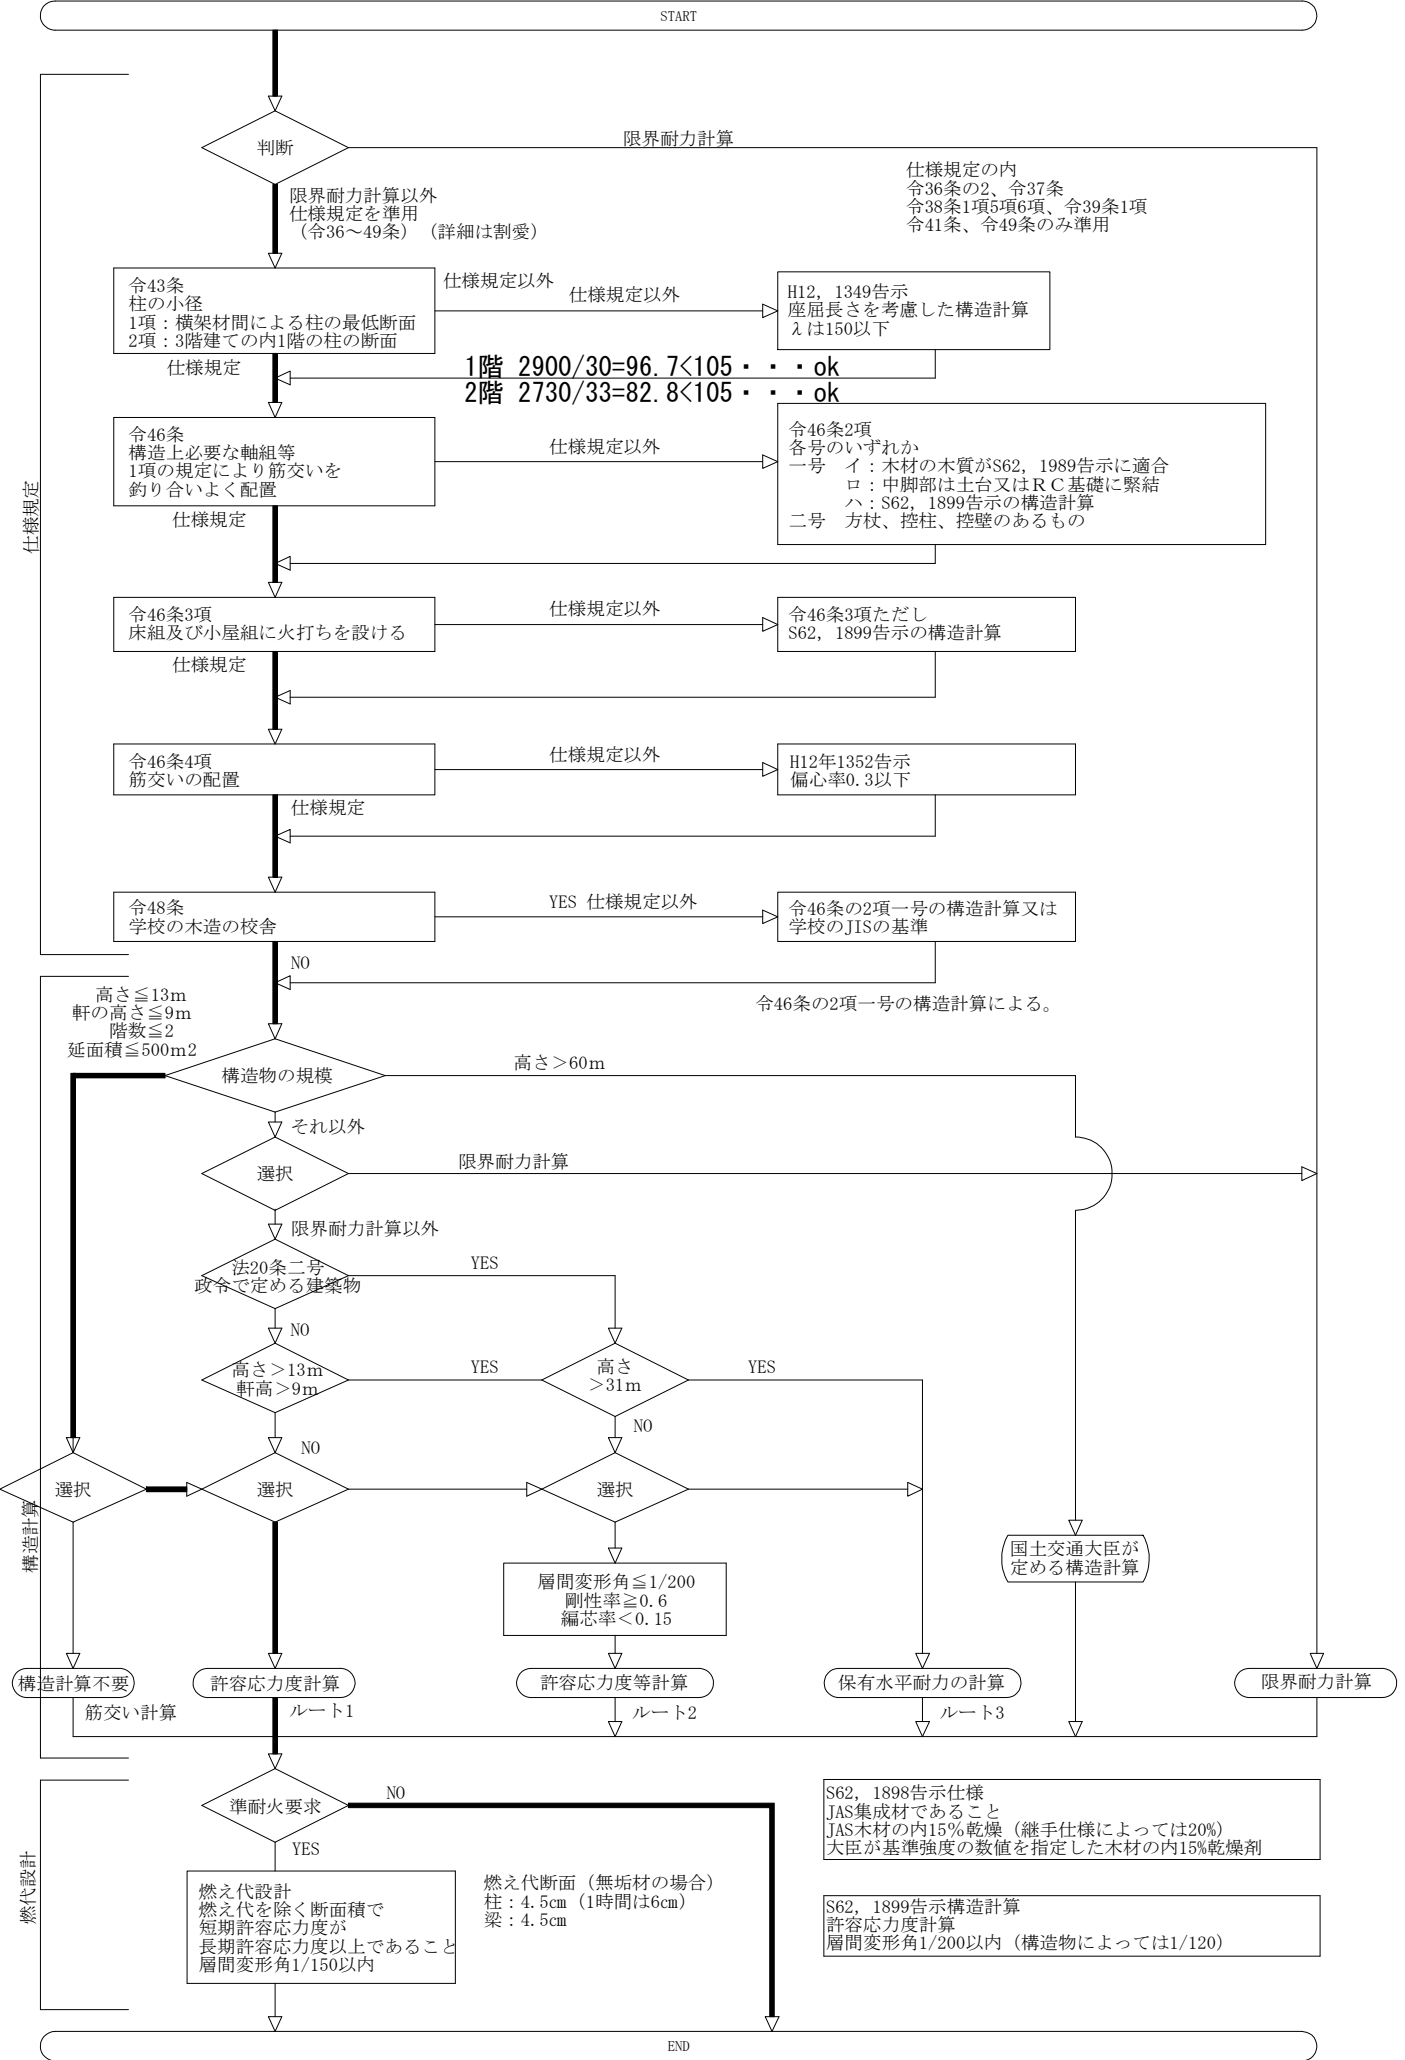 START
判断
限界耐力計算
限界耐力計算以外
仕様規定を準用
（令36～49条）（詳細は割愛）
仕様規定の内
令36条の2、令37条
令38条1項5項6項、令39条1項
令41条、令49条のみ準用
仕様規定
令43条
柱の小径
1項：横架材間による柱の最低断面
2項：3階建ての内1階の柱の断面
仕様規定以外
仕様規定以外
H12, 1349告示
座屈長さを考慮した構造計算
λは150以下
仕様規定
1階 2900/30=96.7<105・・・ok
2階 2730/33=82.8<105・・・ok
令46条
構造上必要な軸組等
1項の規定により筋交いを
釣り合いよく配置
仕様規定以外
令46条2項
各号のいずれか
一号　イ：木材の木質がS62, 1989告示に適合
ロ：中脚部は土台又はＲＣ基礎に緊結
ハ：S62, 1899告示の構造計算
二号　方杖、控柱、控壁のあるもの
仕様規定
令46条3項
床組及び小屋組に火打ちを設ける
仕様規定以外
令46条3項ただし
S62, 1899告示の構造計算
仕様規定
令46条4項
筋交いの配置
仕様規定以外
H12年1352告示
偏心率0.3以下
仕様規定
令48条
学校の木造の校舎
YES 仕様規定以外
令46条の2項一号の構造計算又は
学校のJISの基準
NO
令46条の2項一号の構造計算による。
構造計算
高さ≦13m
軒の高さ≦9m
階数≦2
延面積≦500m2
構造物の規模
高さ＞60m
それ以外
選択
限界耐力計算
限界耐力計算以外
法20条二号
政令で定める建築物
YES
NO
高さ＞13m
軒高＞9m
YES
高さ
＞31m
YES
NO
NO
選択
選択
選択
層間変形角≦1/200
剛性率≧0.6
編芯率＜0.15
国土交通大臣が
定める構造計算
構造計算不要
許容応力度計算
許容応力度等計算
保有水平耐力の計算
限界耐力計算
筋交い計算
ルート1
ルート2
ルート3
燃代設計
準耐火要求
NO
YES
燃え代設計
燃え代を除く断面積で
短期許容応力度が
長期許容応力度以上であること
層間変形角1/150以内
燃え代断面（無垢材の場合）
柱：4.5㎝（1時間は6㎝）
梁：4.5㎝
S62, 1898告示仕様
JAS集成材であること
JAS木材の内15％乾燥（継手仕様によっては20%）
大臣が基準強度の数値を指定した木材の内15%乾燥剤
S62, 1899告示構造計算
許容応力度計算
層間変形角1/200以内（構造物によっては1/120）
END